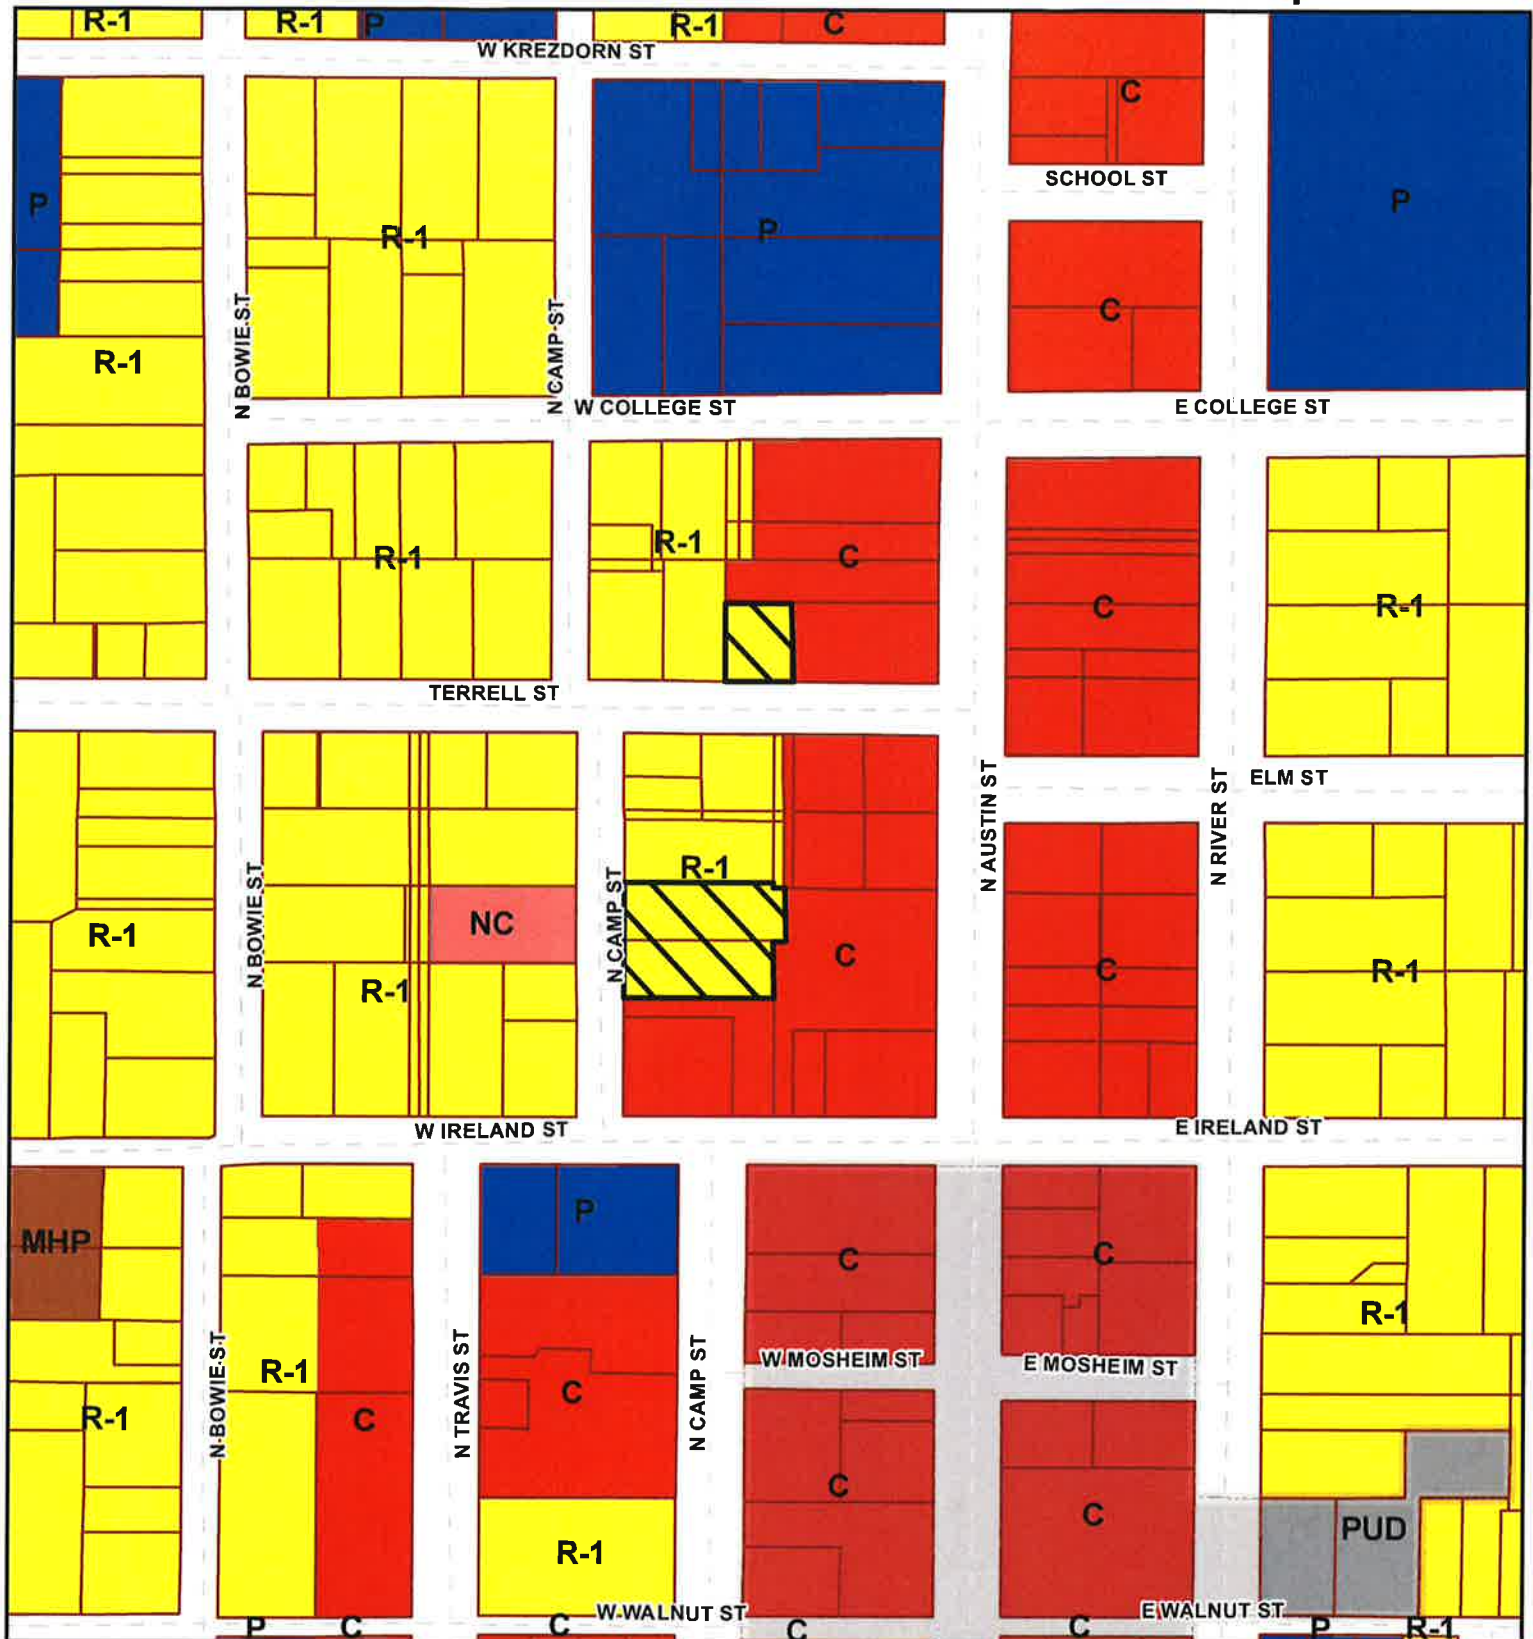 R-1
R-1
P
R-1
C
W KREZDORN ST
C
P
SCHOOL ST
P
R-1
P
C
N BOWIE ST
N CAMP ST
R-1
W COLLEGE ST
E COLLEGE ST
R-1
R-1
C
C
R-1
TERRELL ST
ELM ST
N AUSTIN ST
N RIVER ST
R-1
N BOWIE ST
NC
N CAMP ST
R-1
R-1
C
C
R-1
R-1
W IRELAND ST
E IRELAND ST
MHP
P
C
C
R-1
W MOSHEIM ST
E MOSHEIM ST
N BOWIE ST
R-1
N TRAVIS ST
C
N CAMP ST
R-1
C
C
C
PUD
R-1
W WALNUT ST
E WALNUT ST
P
C
C
C
C
P
R-1